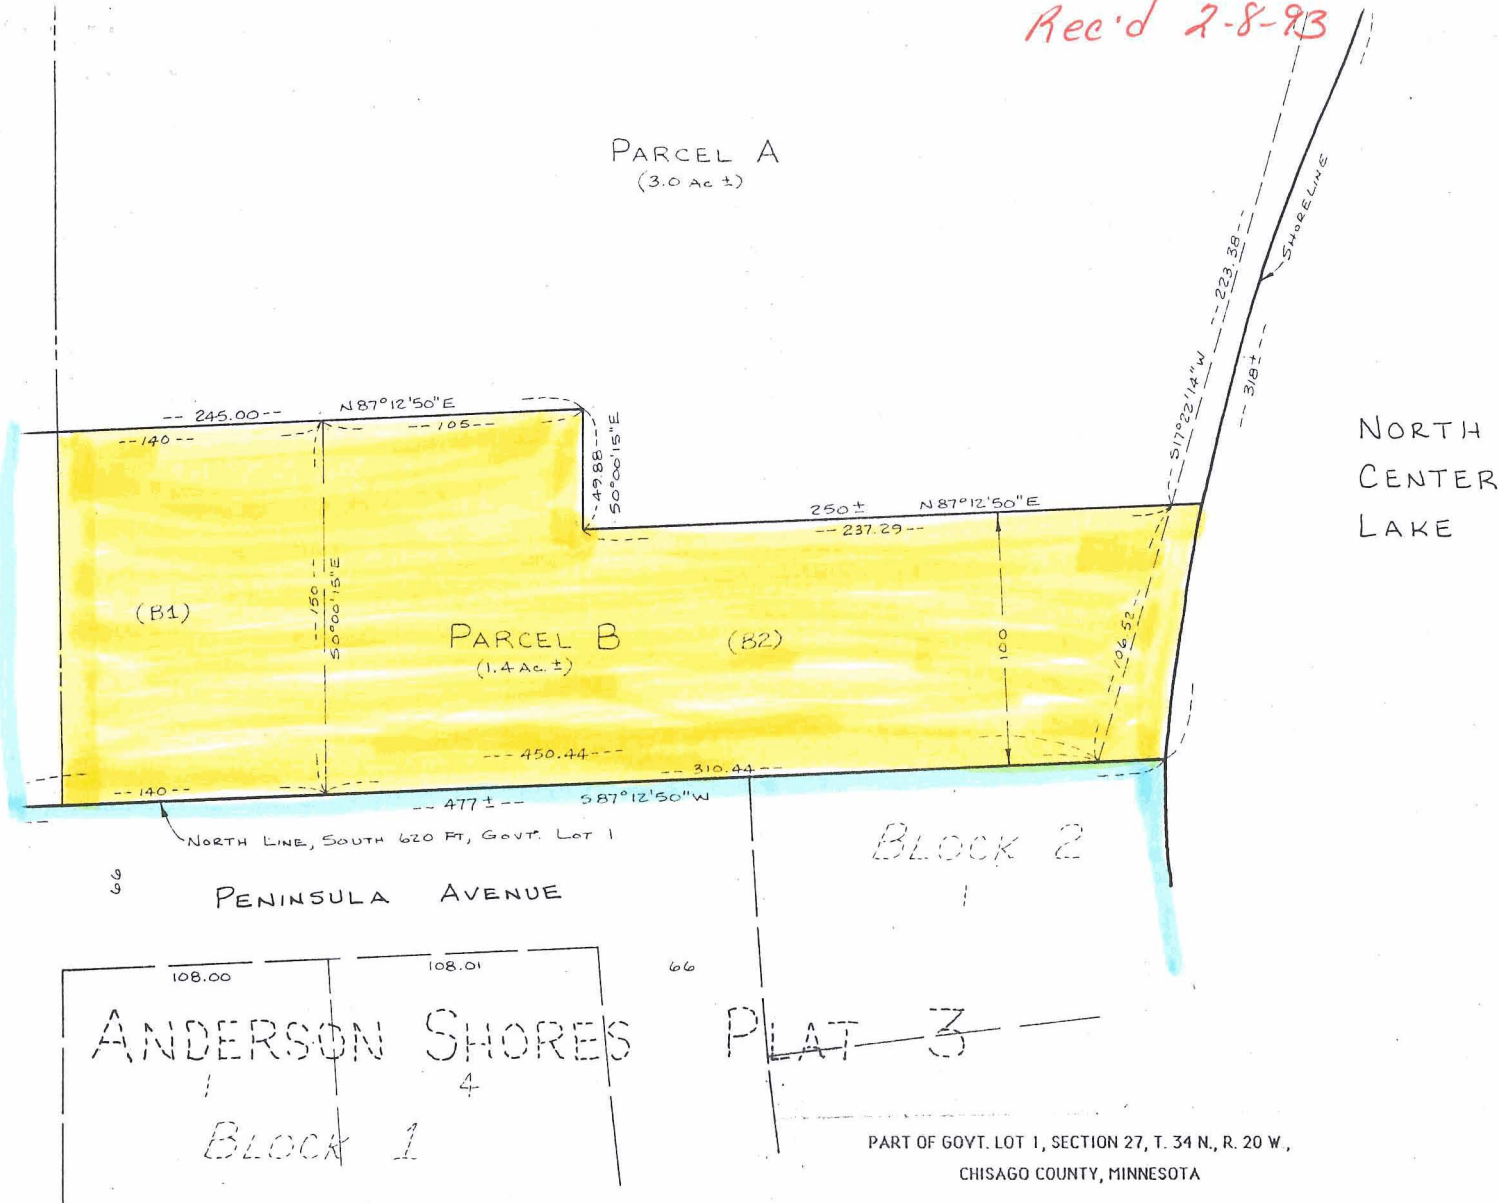 Rec'd 2-8-93
PARCEL A
(3.0 Ac ±)
SHORELINE
--223.38--
S17°22'14"W
--318±--
NORTH
CENTER
LAKE
--245.00--
N87°12'50"E
--140--
--105--
--49.88--
S0°00'15"E
250±
N87°12'50"E
--237.29--
(B1)
--150--
S0°00'15"E
PARCEL B
(1.4 Ac. ±)
(B2)
100
--106.52--
--450.44--
--310.44--
--140--
--477±--
S87°12'50"W
NORTH LINE, SOUTH 620 FT, GOVT. LOT 1
BLOCK 2
1
66
PENINSULA AVENUE
108.00
108.01
66
ANDERSON SHORES PLAT 3
1
4
BLOCK 1
PART OF GOVT. LOT 1, SECTION 27, T. 34 N., R. 20 W.,
CHISAGO COUNTY, MINNESOTA